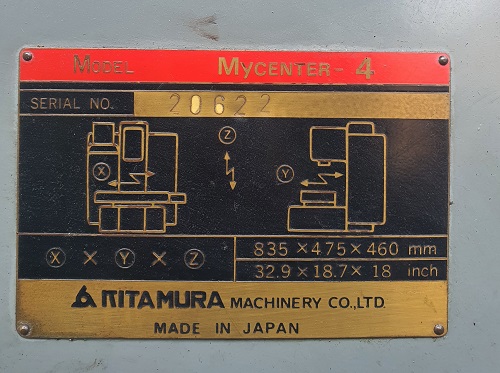 MODEL MYCENTER-4
SERIAL NO. 20622
Z
X Y
X × Y × Z
835×475×460 mm
32.9×18.7×18 inch
KITAMURA MACHINERY CO.,LTD.
MADE IN JAPAN